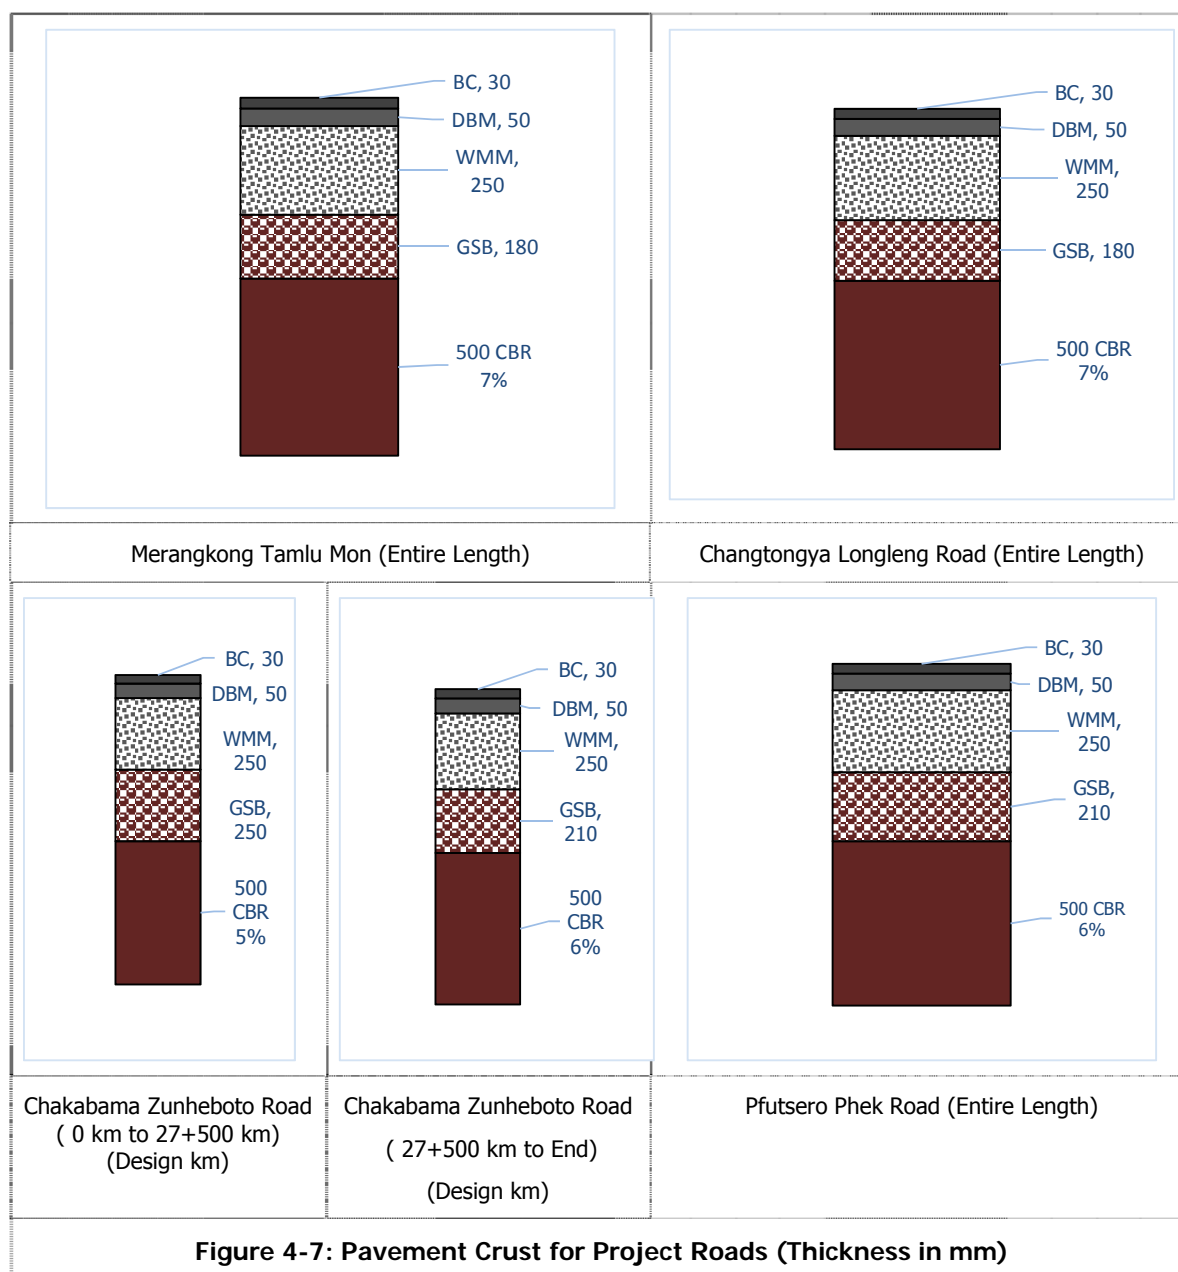 BC, 30
DBM, 50
WMM,
250
GSB, 180
500 CBR
7%
BC, 30
DBM, 50
WMM,
250
GSB, 180
500 CBR
7%
Merangkong Tamlu Mon (Entire Length)
Changtongya Longleng Road (Entire Length)
BC, 30
DBM, 50
WMM,
250
GSB,
250
500
CBR
5%
BC, 30
DBM, 50
WMM,
250
GSB,
210
500
CBR
6%
BC, 30
DBM, 50
WMM,
250
GSB,
210
500 CBR
6%
Chakabama Zunheboto Road
( 0 km to 27+500 km)
(Design km)
Chakabama Zunheboto Road
( 27+500 km to End)
(Design km)
Pfutsero Phek Road (Entire Length)
Figure 4-7: Pavement Crust for Project Roads (Thickness in mm)